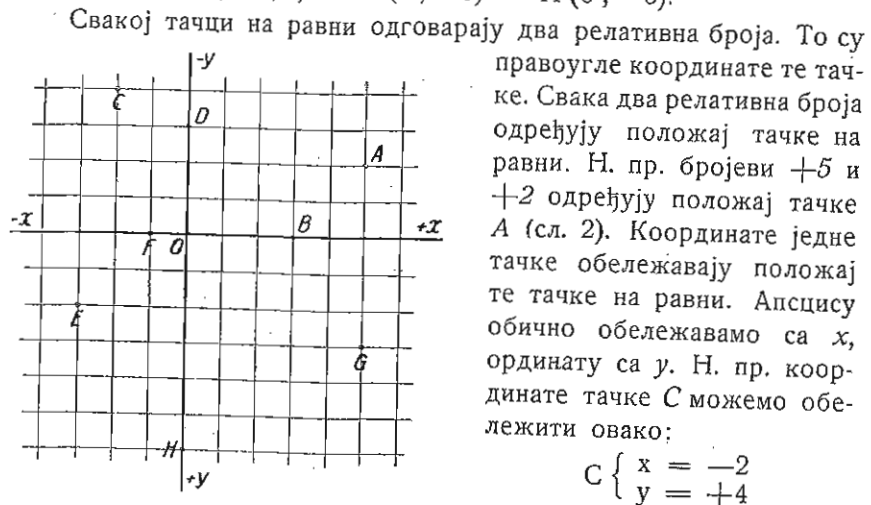 Свакој тачци на равни одговарају два релативна броја. То су
правоугле координате те тач-
ке. Свака два релативна броја
одређују положај тачке на
равни. Н. пр. бројеви +5 и
+2 одређују положај тачке
А (сл. 2). Координате једне
тачке обележавају положај
те тачке на равни. Апсцису
обично обележавамо са x,
ординату са y. Н. пр. коор-
динате тачке C можемо обе-
лежити овако:
C { x = —2
y = +4
-y
C
D
A
-x
B
+x
F O
E
G
H
+y